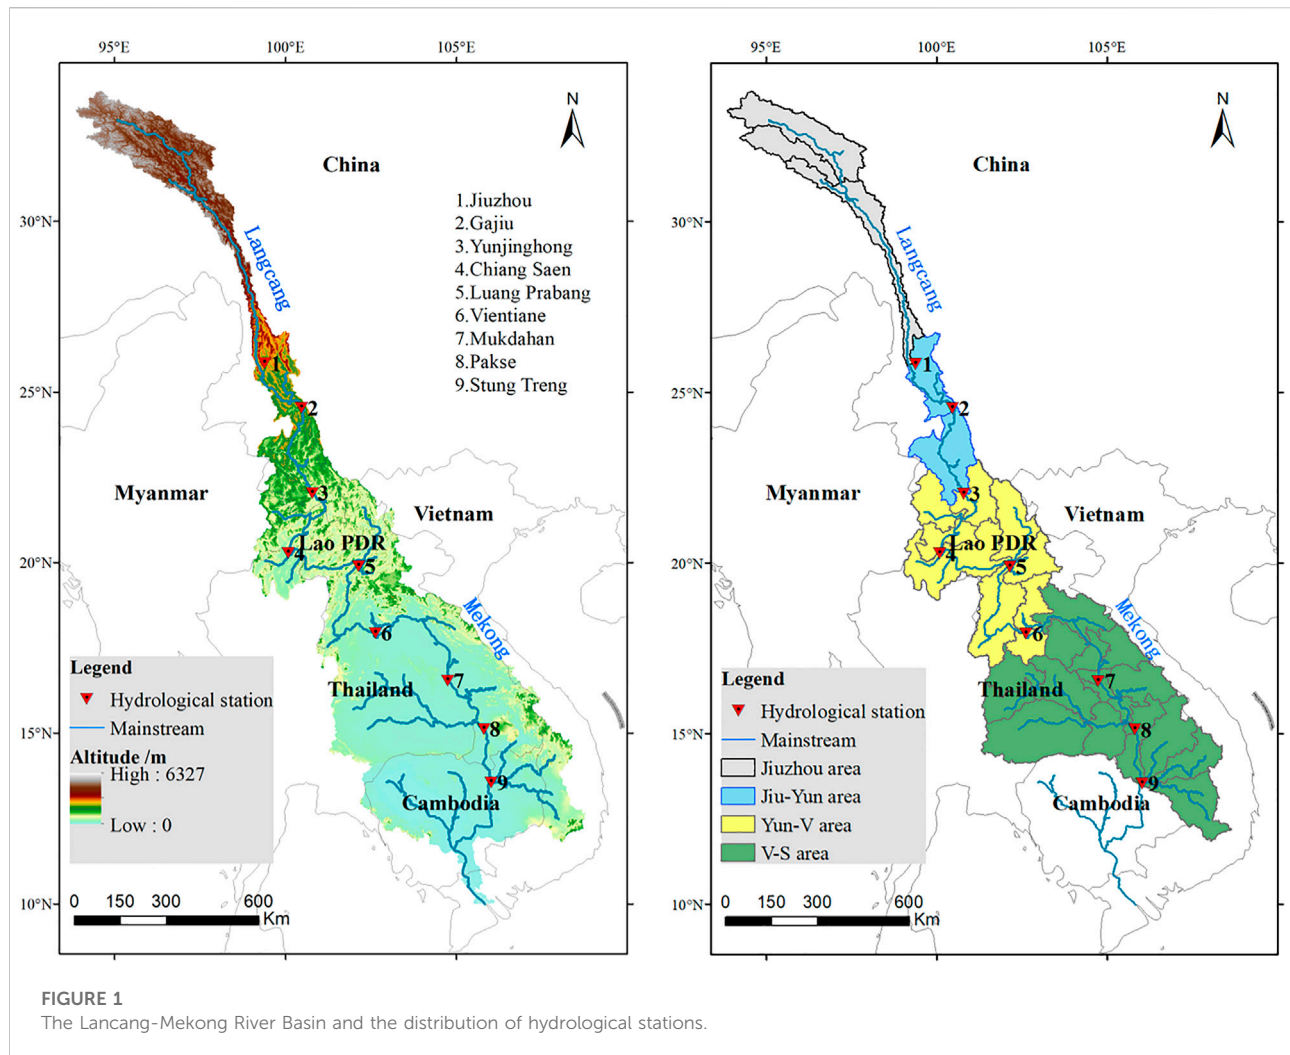 95°E 100°E 105°E
N
China
1.Jiuzhou
2.Gajiu
3.Yunjinghong
4.Chiang Saen
5.Luang Prabang
6.Vientiane
7.Mukdahan
8.Pakse
9.Stung Treng
30°N
Langcang
1
25°N
2
Myanmar
3
Vietnam
Lao PDR
4
20°N
5
Mekong
6
Legend
Hydrological station
Mainstream
Altitude /m
High : 6327
Low : 0
Thailand
7
15°N
8
9
Cambodia
10°N
0 150 300 600
Km
95°E 100°E 105°E
N
China
30°N
Langcang
1
25°N
2
Myanmar
3
Vietnam
Lao PDR
4
20°N
5
Mekong
6
Legend
Hydrological station
Mainstream
Jiuzhou area
Jiu-Yun area
Yun-V area
V-S area
Thailand
7
15°N
8
9
Cambodia
10°N
0 150 300 600
Km
FIGURE 1
The Lancang-Mekong River Basin and the distribution of hydrological stations.